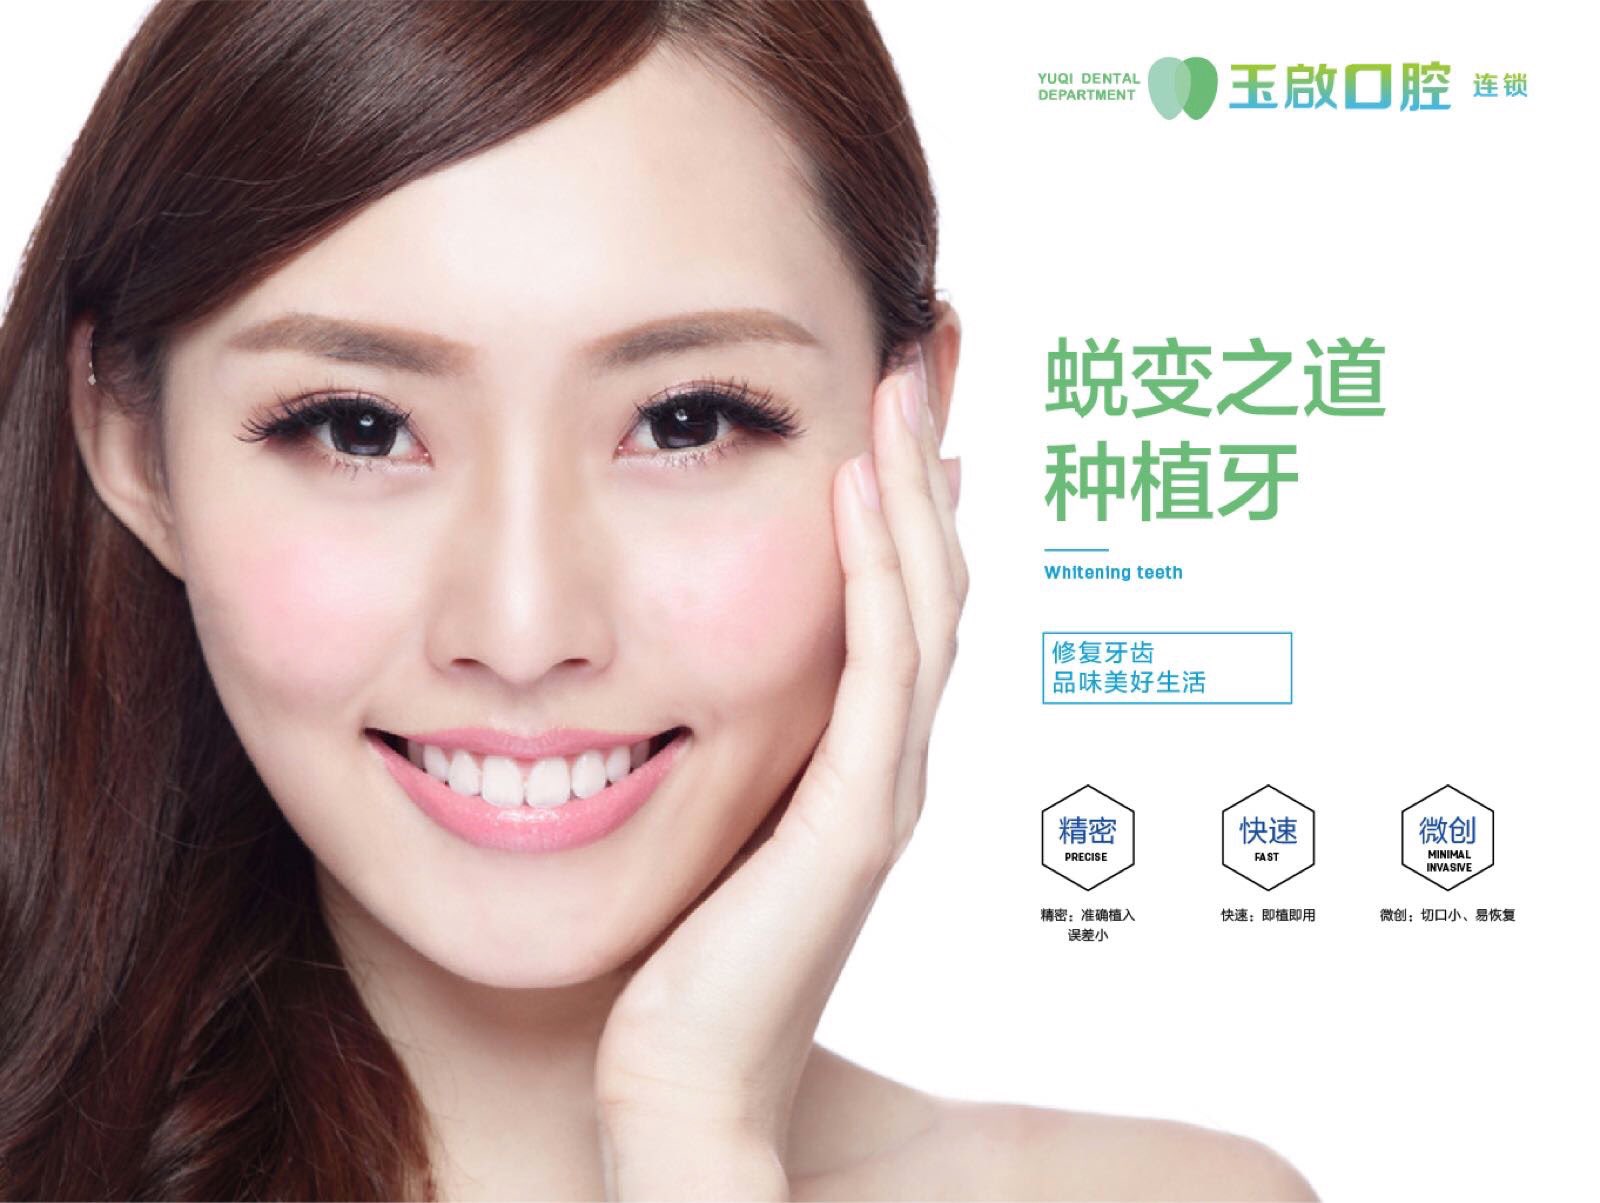 YUQI DENTAL
DEPARTMENT
玉啟口腔 连锁
蜕变之道
种植牙
Whitening teeth
修复牙齿
品味美好生活
精密
PRECISE
快速
FAST
微创
MINIMAL
INVASIVE
精密：准确植入
误差小
快速：即植即用
微创：切口小、易恢复